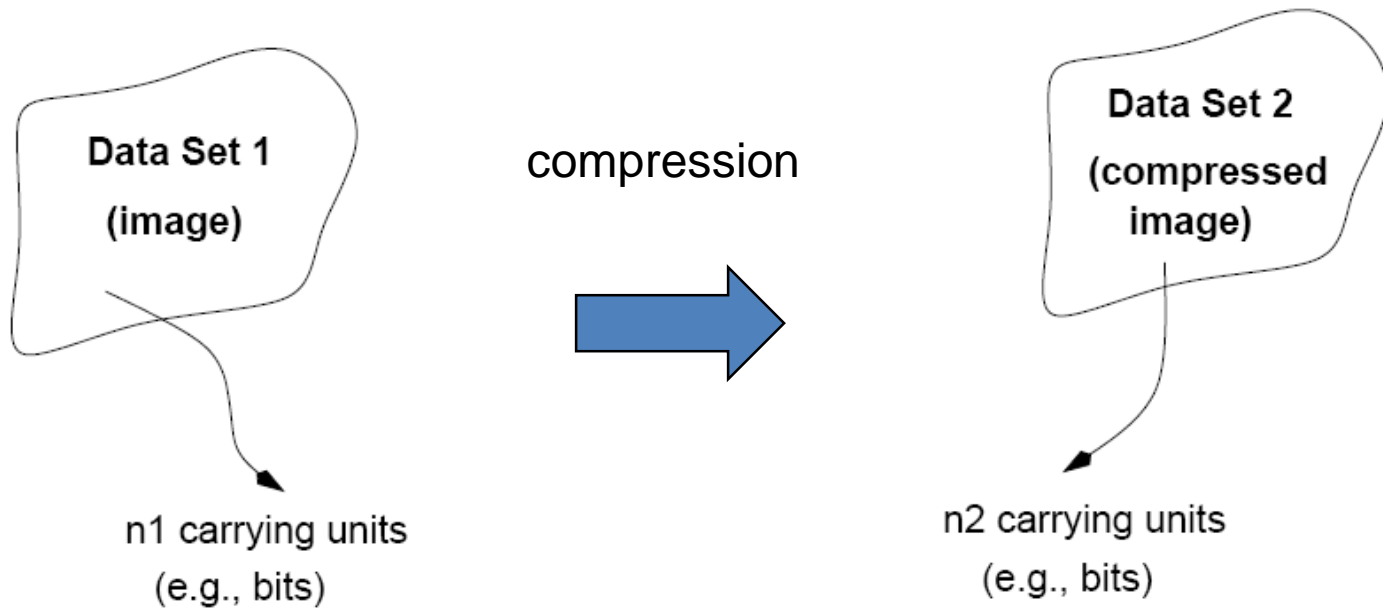 Data Set 1
(image)
n1 carrying units
(e.g., bits)
compression
Data Set 2
(compressed
image)
n2 carrying units
(e.g., bits)